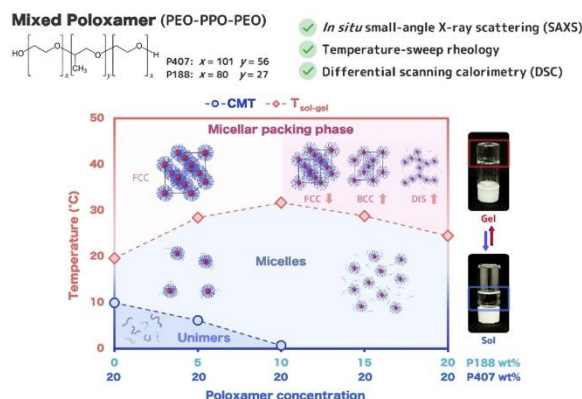 Mixed Poloxamer (PEO-PPO-PEO)
HO O O O H
x CH₃ y x
P407: x = 101 y = 56
P188: x = 80 y = 27
In situ small-angle X-ray scattering (SAXS)
Temperature-sweep rheology
Differential scanning calorimetry (DSC)
CMT Tsol-gel
Micellar packing phase
FCC
FCC BCC DIS
Micelles
Unimers
Temperature (°C)
50
40
30
20
10
0
0 5 10 15 20 P188 wt%
20 20 20 20 20 P407 wt%
Poloxamer concentration
Gel
Sol